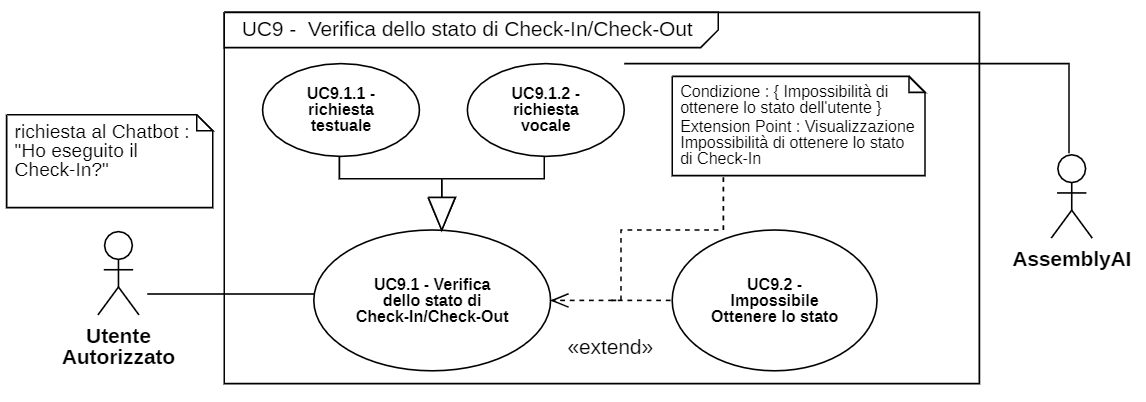 UC9 -  Verifica dello stato di Check-In/Check-Out
UC9.1.1 -
richiesta
testuale
UC9.1.2 -
richiesta
vocale
Condizione : { Impossibilità di
ottenere lo stato dell'utente }
Extension Point : Visualizzazione
Impossibilità di ottenere lo stato
di Check-In
richiesta al Chatbot :
"Ho eseguito il
Check-In?"
AssemblyAI
UC9.1 - Verifica
dello stato di
Check-In/Check-Out
UC9.2 -
Impossibile
Ottenere lo stato
«extend»
Utente
Autorizzato